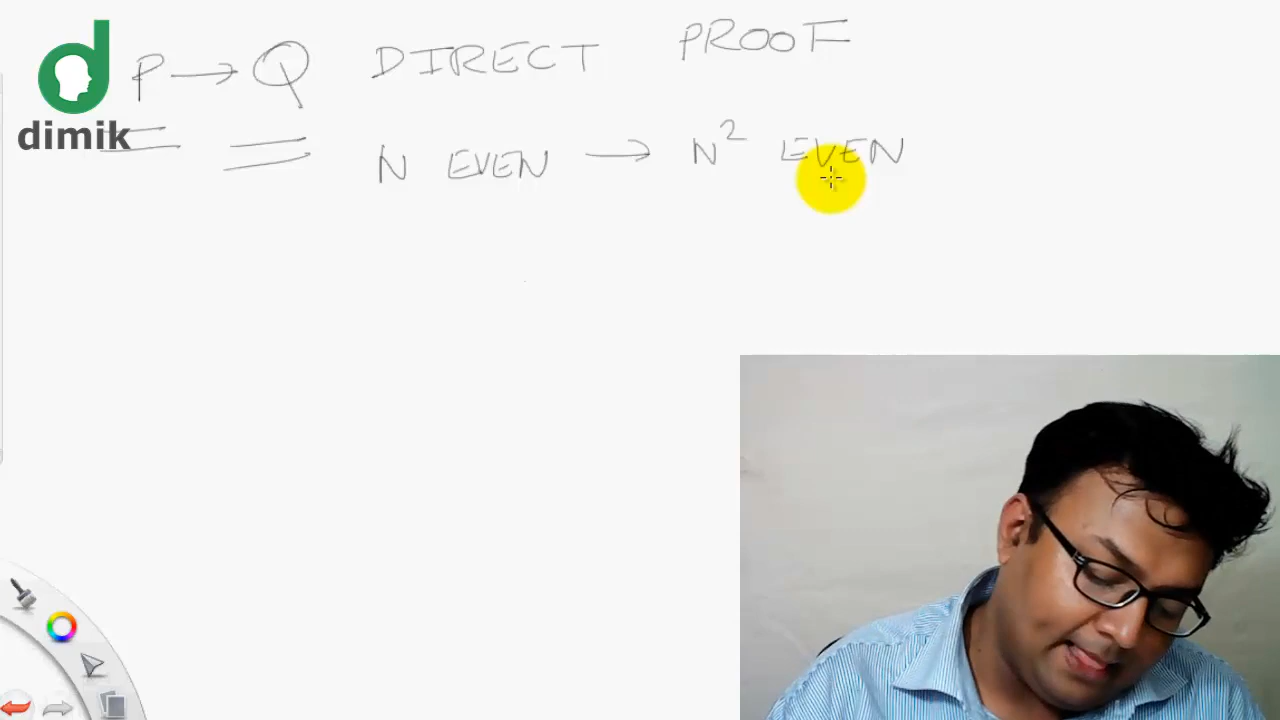 P → Q DIRECT PROOF
dimik
N EVEN → N² EVEN